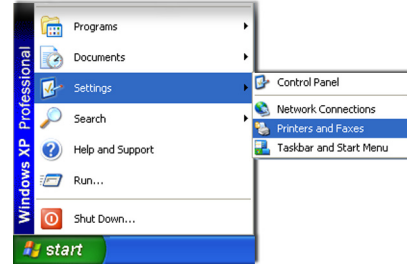 Windows XP Professional
Programs
Documents
Settings
Search
Help and Support
Run...
Shut Down...
start
Control Panel
Network Connections
Printers and Faxes
Taskbar and Start Menu